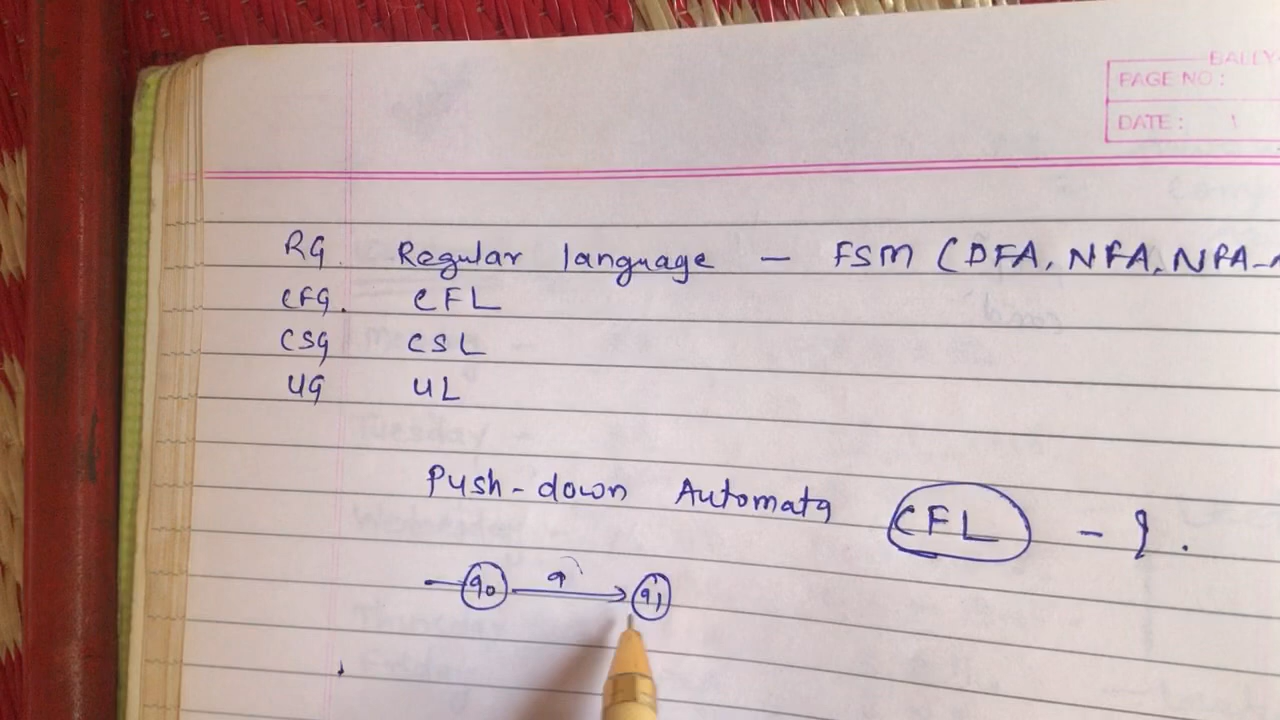 BALLY
PAGE NO :
DATE :
RG Regular language - FSM (DFA, NFA, NFA-
CFG. CFL
CSG CSL
UG UL
Push-down Automata CFL - }.
q0 a q1